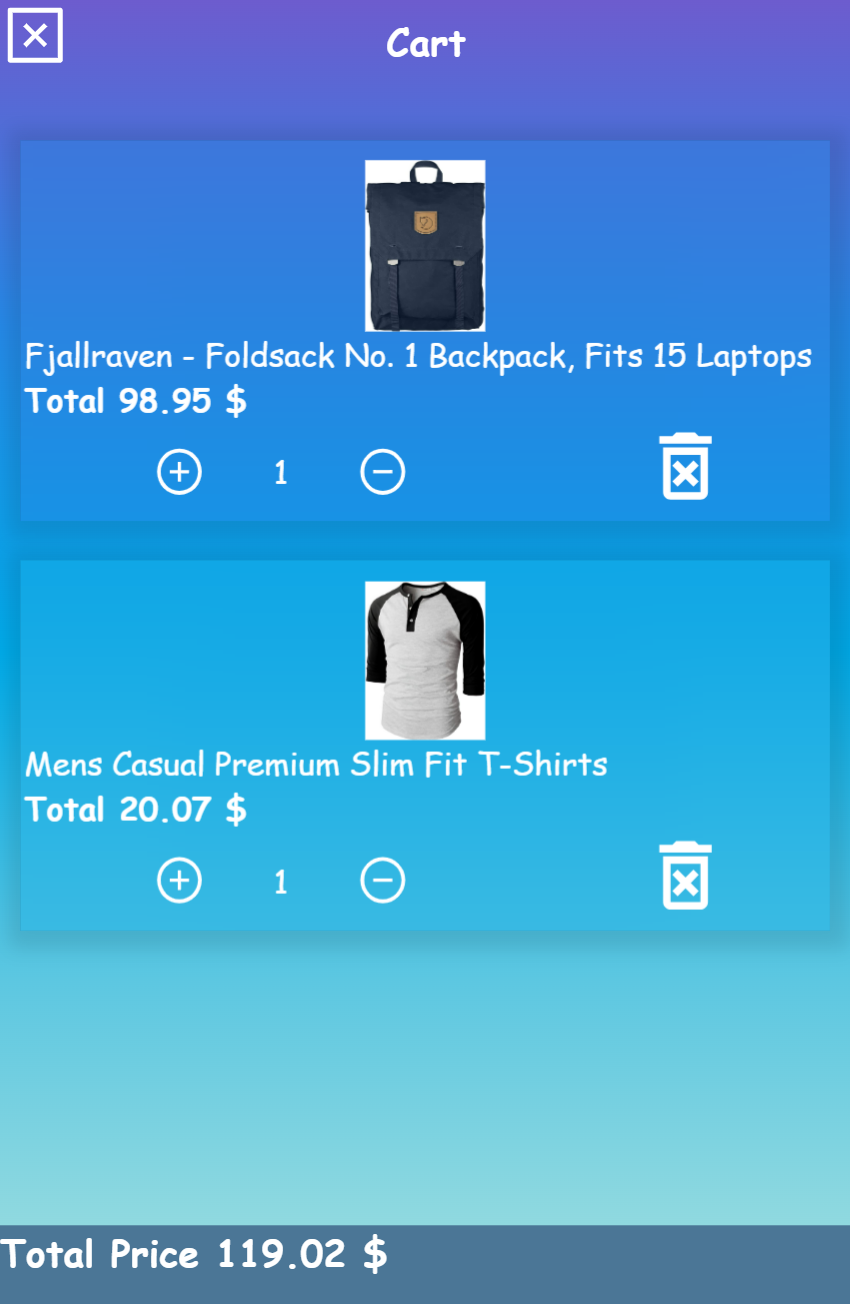 Cart
Fjallraven - Foldsack No. 1 Backpack, Fits 15 Laptops
Total 98.95 $
1
Mens Casual Premium Slim Fit T-Shirts
Total 20.07 $
1
Total Price 119.02 $